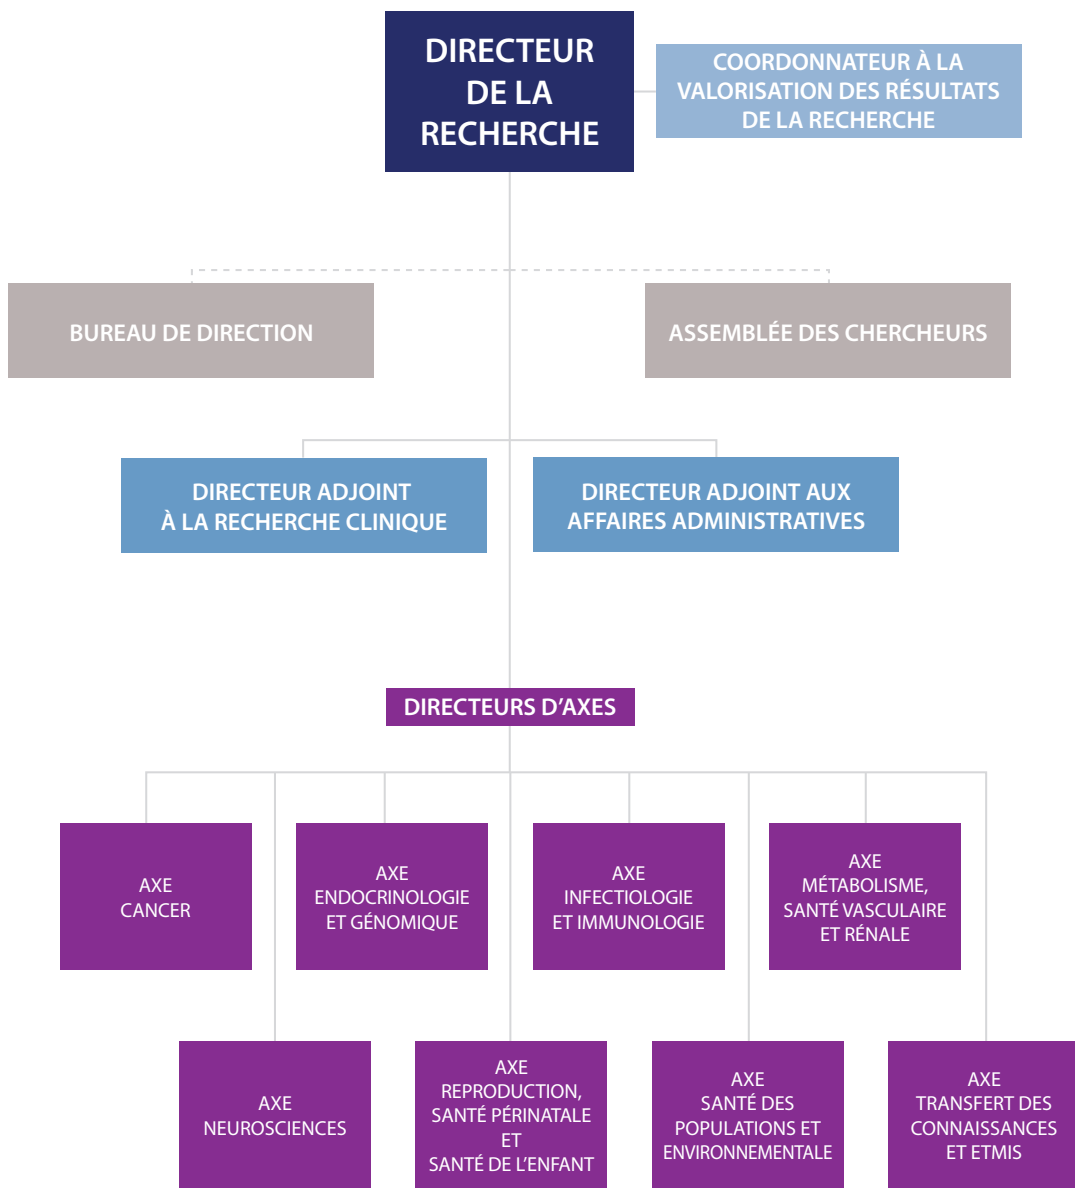 DIRECTEUR
DE LA
RECHERCHE
COORDONNATEUR À LA
VALORISATION DES RÉSULTATS
DE LA RECHERCHE
BUREAU DE DIRECTION
ASSEMBLÉE DES CHERCHEURS
DIRECTEUR ADJOINT
À LA RECHERCHE CLINIQUE
DIRECTEUR ADJOINT AUX
AFFAIRES ADMINISTRATIVES
DIRECTEURS D’AXES
AXE
CANCER
AXE
ENDOCRINOLOGIE
ET GÉNOMIQUE
AXE
INFECTIOLOGIE
ET IMMUNOLOGIE
AXE
MÉTABOLISME,
SANTÉ VASCULAIRE
ET RÉNALE
AXE
NEUROSCIENCES
AXE
REPRODUCTION,
SANTÉ PÉRINATALE
ET
SANTÉ DE L’ENFANT
AXE
SANTÉ DES
POPULATIONS ET
ENVIRONNEMENTALE
AXE
TRANSFERT DES
CONNAISSANCES
ET ETMIS